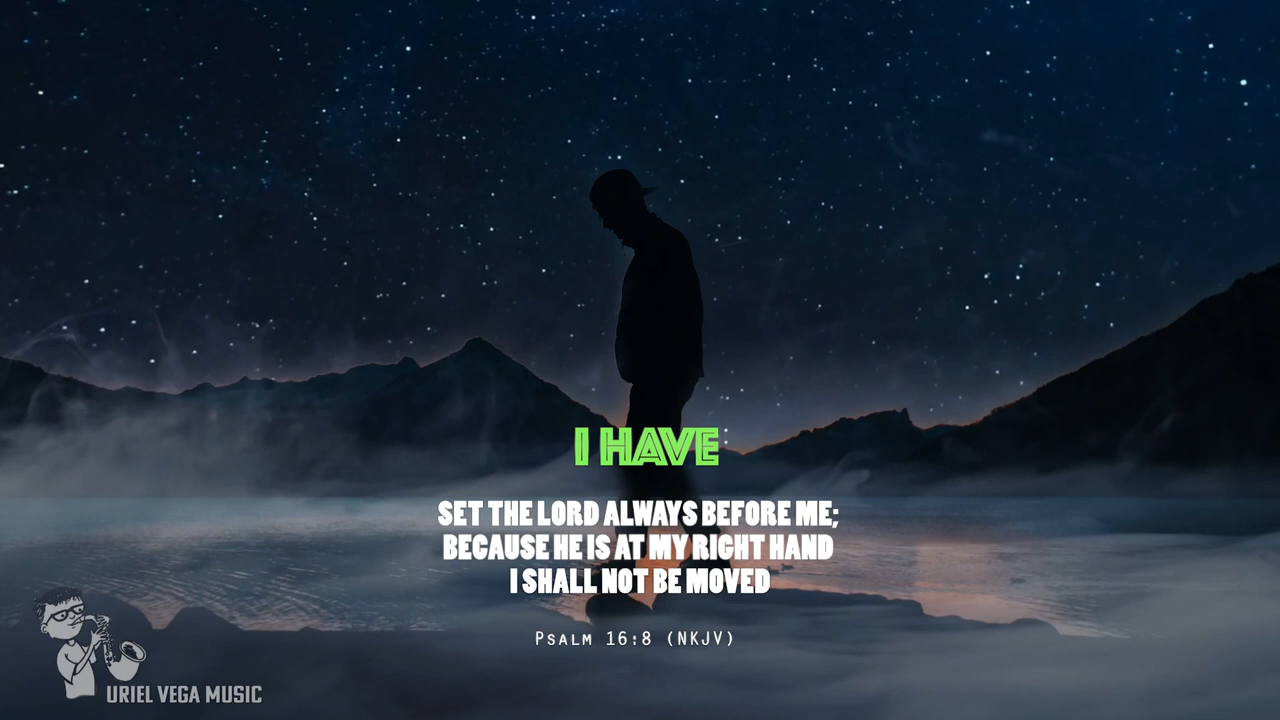 I HAVE
SET THE LORD ALWAYS BEFORE ME;
BECAUSE HE IS AT MY RIGHT HAND
I SHALL NOT BE MOVED
Psalm 16:8 (NKJV)
URIEL VEGA MUSIC